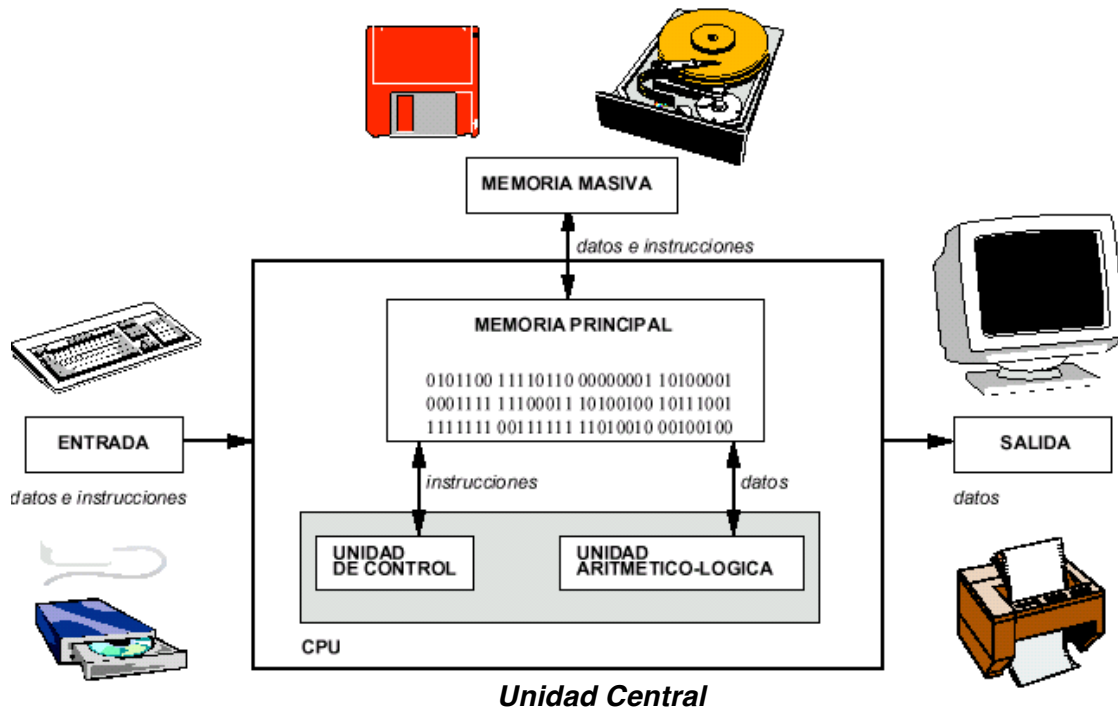 MEMORIA MASIVA
datos e instrucciones
MEMORIA PRINCIPAL
0101100 11110110 00000001 10100001
0001111 11100011 10100100 10111001
1111111 00111111 11010010 00100100
ENTRADA
datos e instrucciones
SALIDA
datos
instrucciones
datos
UNIDAD
DE CONTROL
UNIDAD
ARITMETICO-LOGICA
CPU
Unidad Central